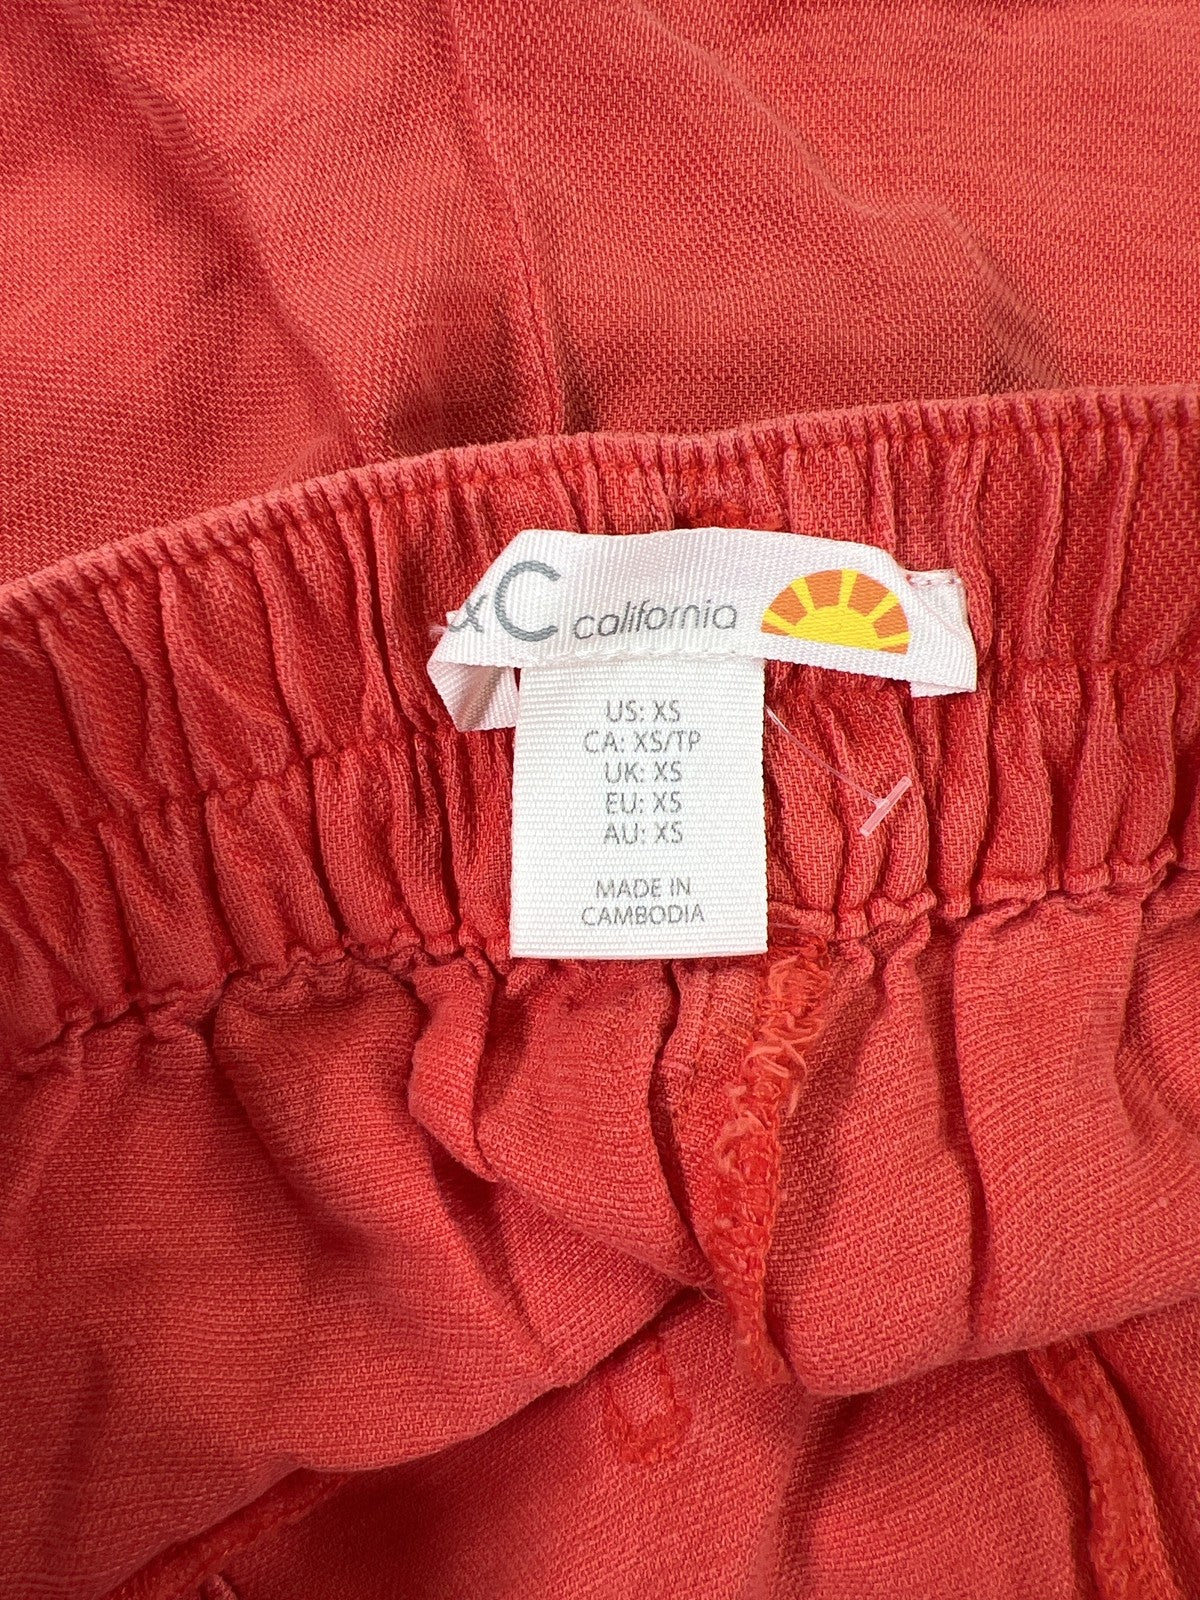 &C california
US: XS
CA: XS/TP
UK: XS
EU: XS
AU: XS
MADE IN
CAMBODIA